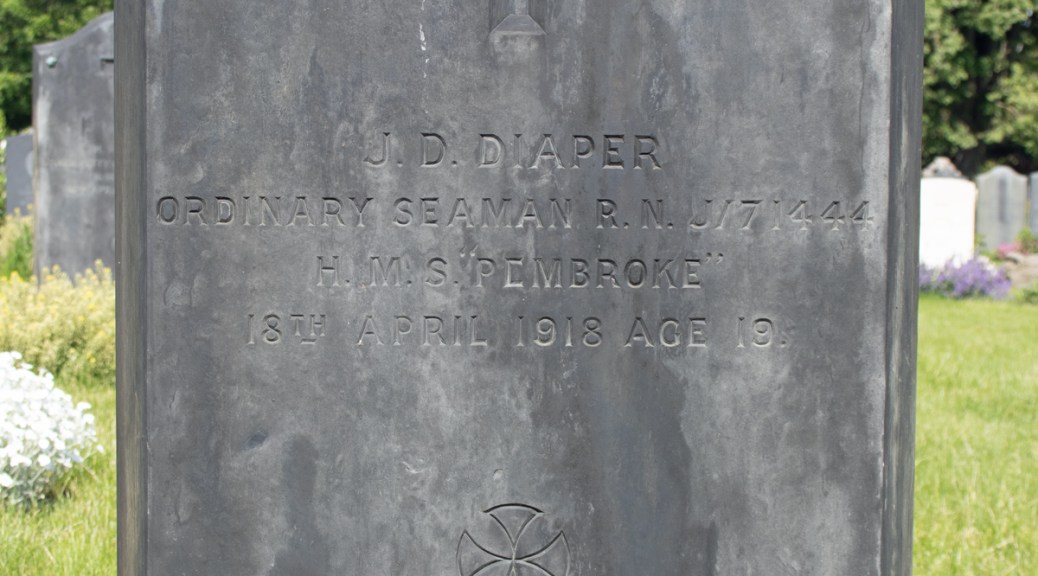 J. D. DIAPER
ORDINARY SEAMAN R. N. J/71444
H. M. S. "PEMBROKE"
18TH APRIL 1918 AGE 19.